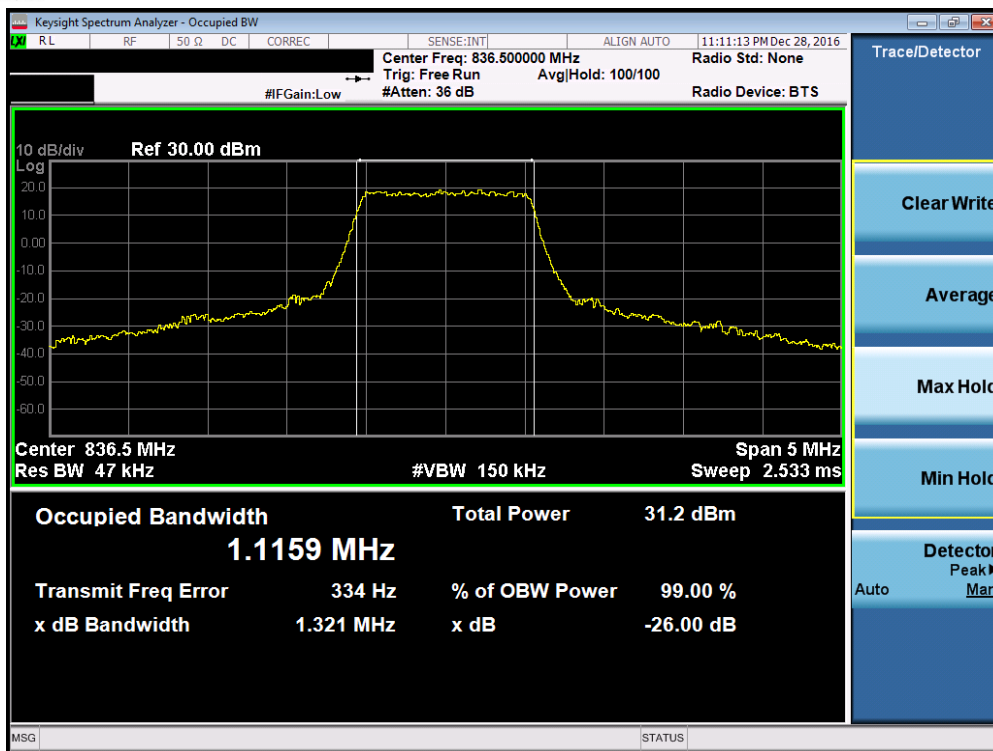 Keysight Spectrum Analyzer - Occupied BW
LXI RL RF 50 Ω DC CORREC SENSE:INT ALIGN AUTO 11:11:13 PM Dec 28, 2016
Center Freq: 836.500000 MHz Radio Std: None
Trig: Free Run Avg|Hold: 100/100
#IFGain:Low #Atten: 36 dB Radio Device: BTS
Trace/Detector
10 dB/div Ref 30.00 dBm
Log
20.0
10.0
0.00
-10.0
-20.0
-30.0
-40.0
-50.0
-60.0
Center 836.5 MHz Span 5 MHz
Res BW 47 kHz #VBW 150 kHz Sweep 2.533 ms
Occupied Bandwidth Total Power 31.2 dBm
1.1159 MHz
Transmit Freq Error 334 Hz % of OBW Power 99.00 %
x dB Bandwidth 1.321 MHz x dB -26.00 dB
Clear Write
Average
Max Hold
Min Hold
Detector
Peak
Auto Man
MSG STATUS